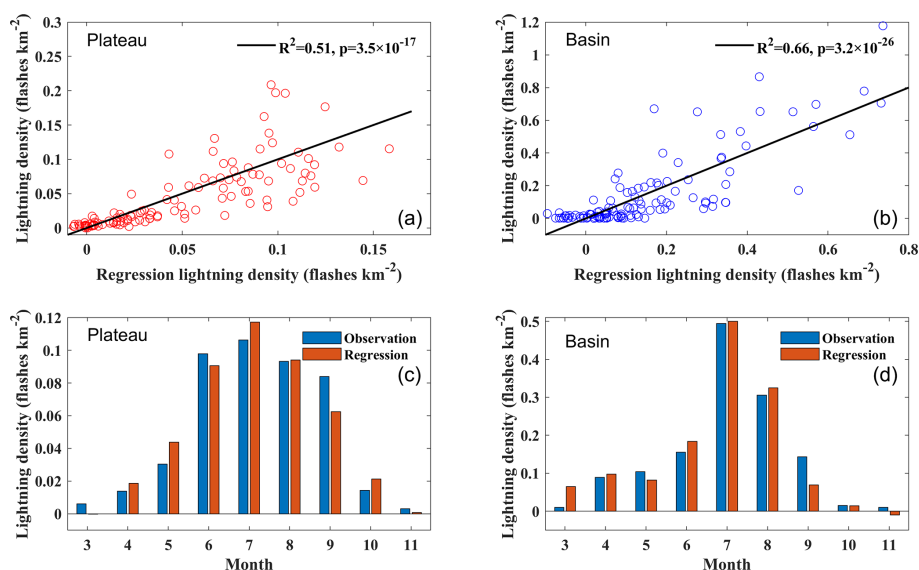 (a)
Plateau
R²=0.51, p=3.5×10⁻¹⁷
Lightning density (flashes km⁻²)
0.3
0.25
0.2
0.15
0.1
0.05
0
0 0.05 0.1 0.15
Regression lightning density (flashes km⁻²)
(b)
Basin
R²=0.66, p=3.2×10⁻²⁶
Lightning density (flashes km⁻²)
1.2
1
0.8
0.6
0.4
0.2
0
0 0.2 0.4 0.6 0.8
Regression lightning density (flashes km⁻²)
(c)
Plateau
Observation
Regression
Lightning density (flashes km⁻²)
0.12
0.1
0.08
0.06
0.04
0.02
0
3 4 5 6 7 8 9 10 11
Month
(d)
Basin
Observation
Regression
Lightning density (flashes km⁻²)
0.5
0.4
0.3
0.2
0.1
0
3 4 5 6 7 8 9 10 11
Month